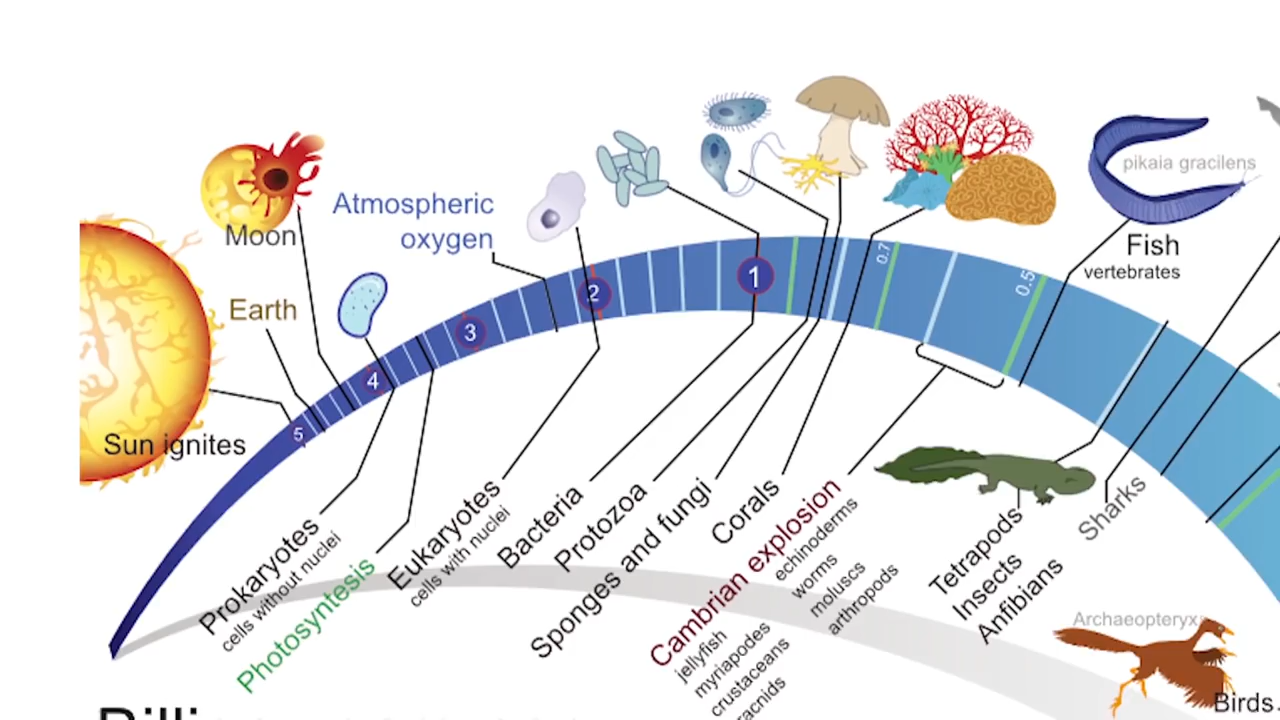 pikaia gracilens
Moon
Atmospheric
oxygen
Fish
vertebrates
Earth
Sun ignites
5
4
3
2
1
0.7
0.5
Prokaryotes
cells without nuclei
Photosyntesis
Eukaryotes
cells with nuclei
Bacteria
Protozoa
Sponges and fungi
Corals
Cambrian explosion
echinoderms
worms
moluscs
arthropods
jellyfish
myriapodes
crustaceans
Tetrapods
Insects
Anfibians
Sharks
Archaeopteryx
Birds